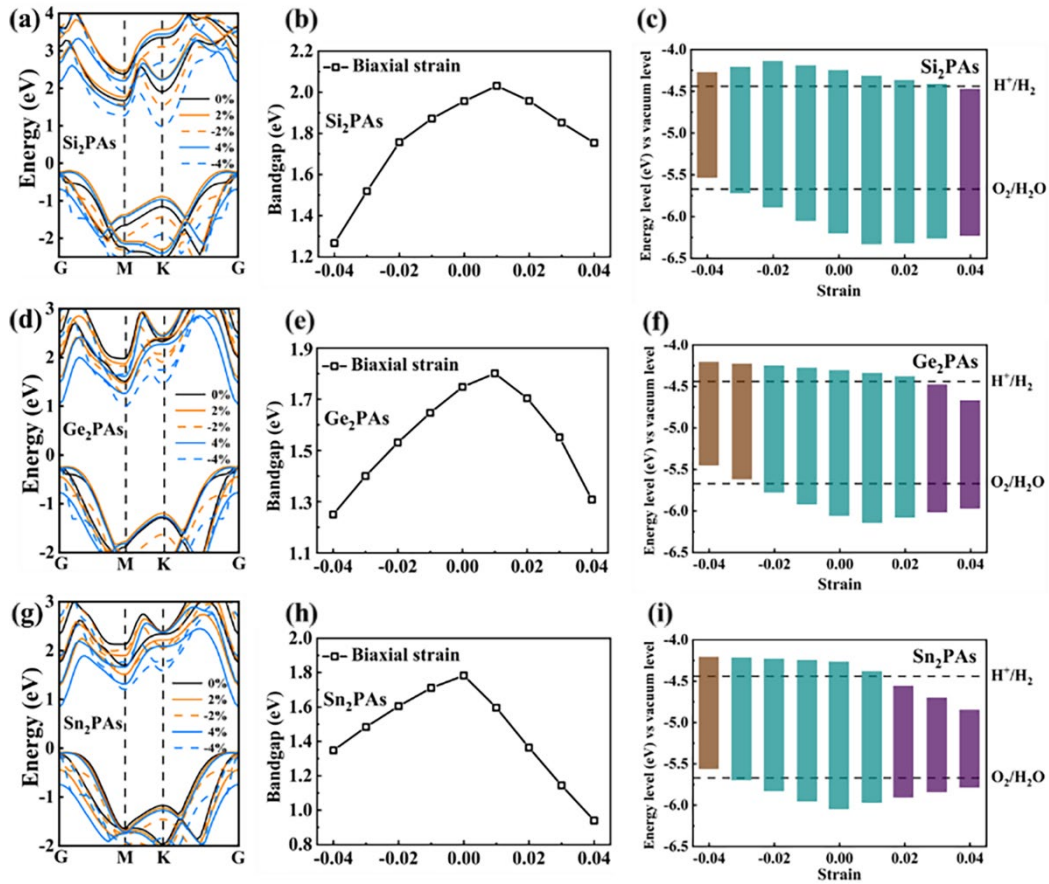 (a)
4
3
2
1
0
-1
-2
Energy (eV)
Si₂PAs
0%
2%
-2%
4%
-4%
G
M
K
G
(b)
2.2
2.0
1.8
1.6
1.4
1.2
Bandgap (eV)
Biaxial strain
Si₂PAs
-0.04
-0.02
0.00
0.02
0.04
(c)
-4.0
-4.5
-5.0
-5.5
-6.0
-6.5
Energy level (eV) vs vacuum level
Si₂PAs
H⁺/H₂
O₂/H₂O
-0.04
-0.02
0.00
0.02
0.04
Strain
(d)
3
2
1
0
-1
-2
Energy (eV)
Ge₂PAs
0%
2%
-2%
4%
-4%
G
M
K
G
(e)
1.9
1.7
1.5
1.3
1.1
Bandgap (eV)
Biaxial strain
Ge₂PAs
-0.04
-0.02
0.00
0.02
0.04
(f)
-4.0
-4.5
-5.0
-5.5
-6.0
-6.5
Energy level (eV) vs vacuum level
Ge₂PAs
H⁺/H₂
O₂/H₂O
-0.04
-0.02
0.00
0.02
0.04
Strain
(g)
3
2
1
0
-1
-2
Energy (eV)
Sn₂PAs
0%
2%
-2%
4%
-4%
G
M
K
G
(h)
2.0
1.8
1.6
1.4
1.2
1.0
0.8
Bandgap (eV)
Biaxial strain
Sn₂PAs
-0.04
-0.02
0.00
0.02
0.04
(i)
-4.0
-4.5
-5.0
-5.5
-6.0
-6.5
Energy level (eV) vs vacuum level
Sn₂PAs
H⁺/H₂
O₂/H₂O
-0.04
-0.02
0.00
0.02
0.04
Strain